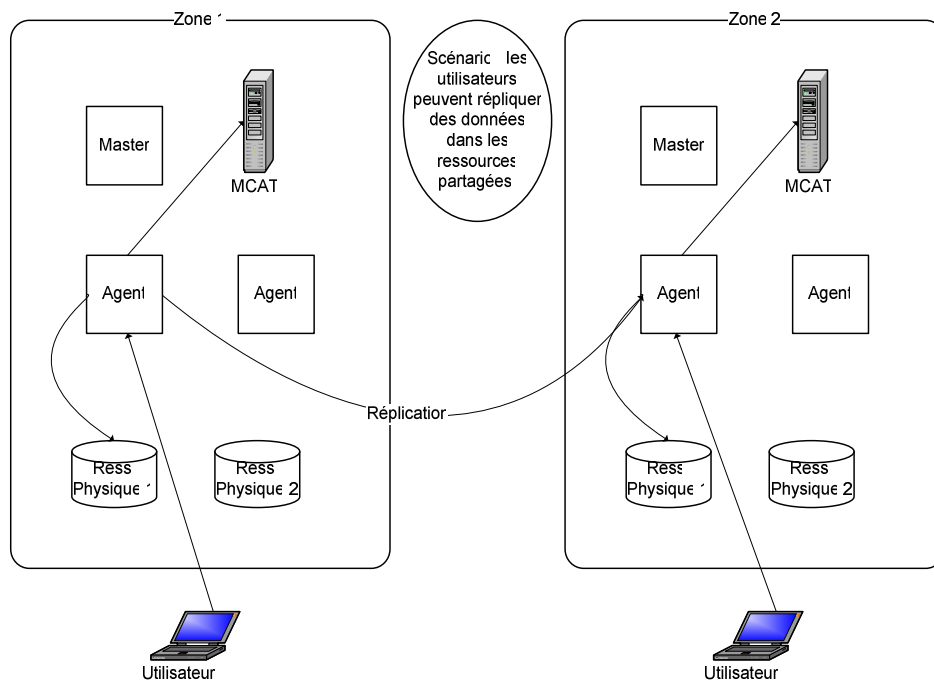 Zone 1
Zone 2
Scénario les
utilisateurs
peuvent répliquer
des données
dans les
ressources
partagées
Master
MCAT
Master
MCAT
Agent
Agent
Agent
Agent
Réplication
Ress
Physique 1
Ress
Physique 2
Ress
Physique 1
Ress
Physique 2
Utilisateur
Utilisateur